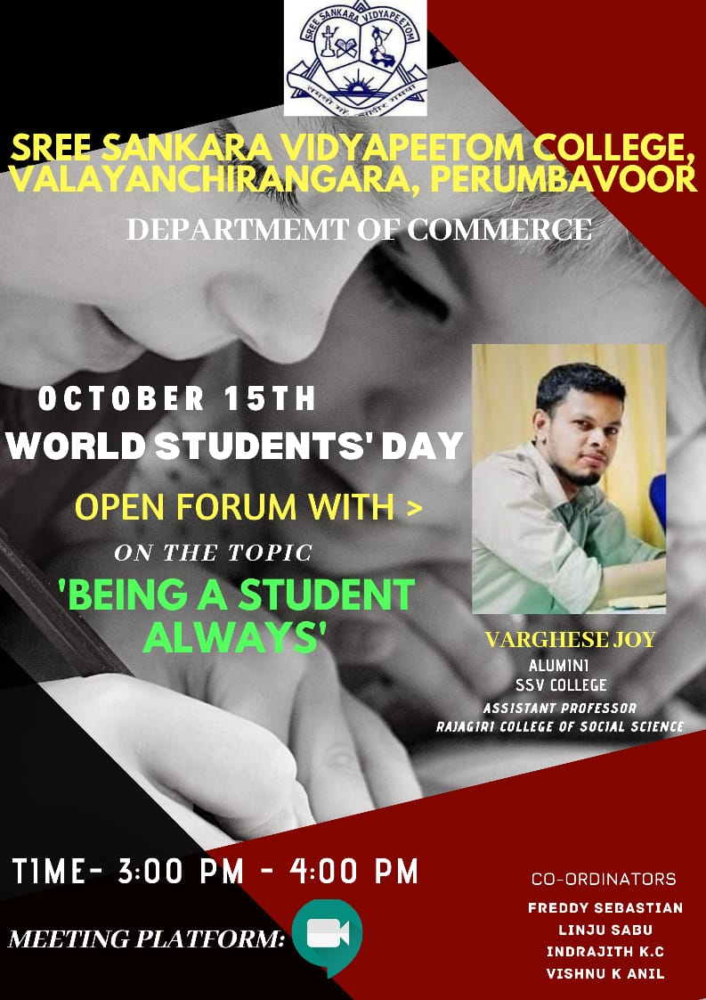 SREE SANKARA VIDYAPEETOM
SREE SANKARA VIDYAPEETOM COLLEGE,
VALAYANCHIRANGARA, PERUMBAVOOR
DEPARTMEMT OF COMMERCE
OCTOBER 15TH
WORLD STUDENTS' DAY
OPEN FORUM WITH >
ON THE TOPIC
'BEING A STUDENT
ALWAYS'
VARGHESE JOY
ALUMINI
SSV COLLEGE
ASSISTANT PROFESSOR
RAJAGIRI COLLEGE OF SOCIAL SCIENCE
TIME- 3:00 PM - 4:00 PM
MEETING PLATFORM:
CO-ORDINATORS
FREDDY SEBASTIAN
LINJU SABU
INDRAJITH K.C
VISHNU K ANIL